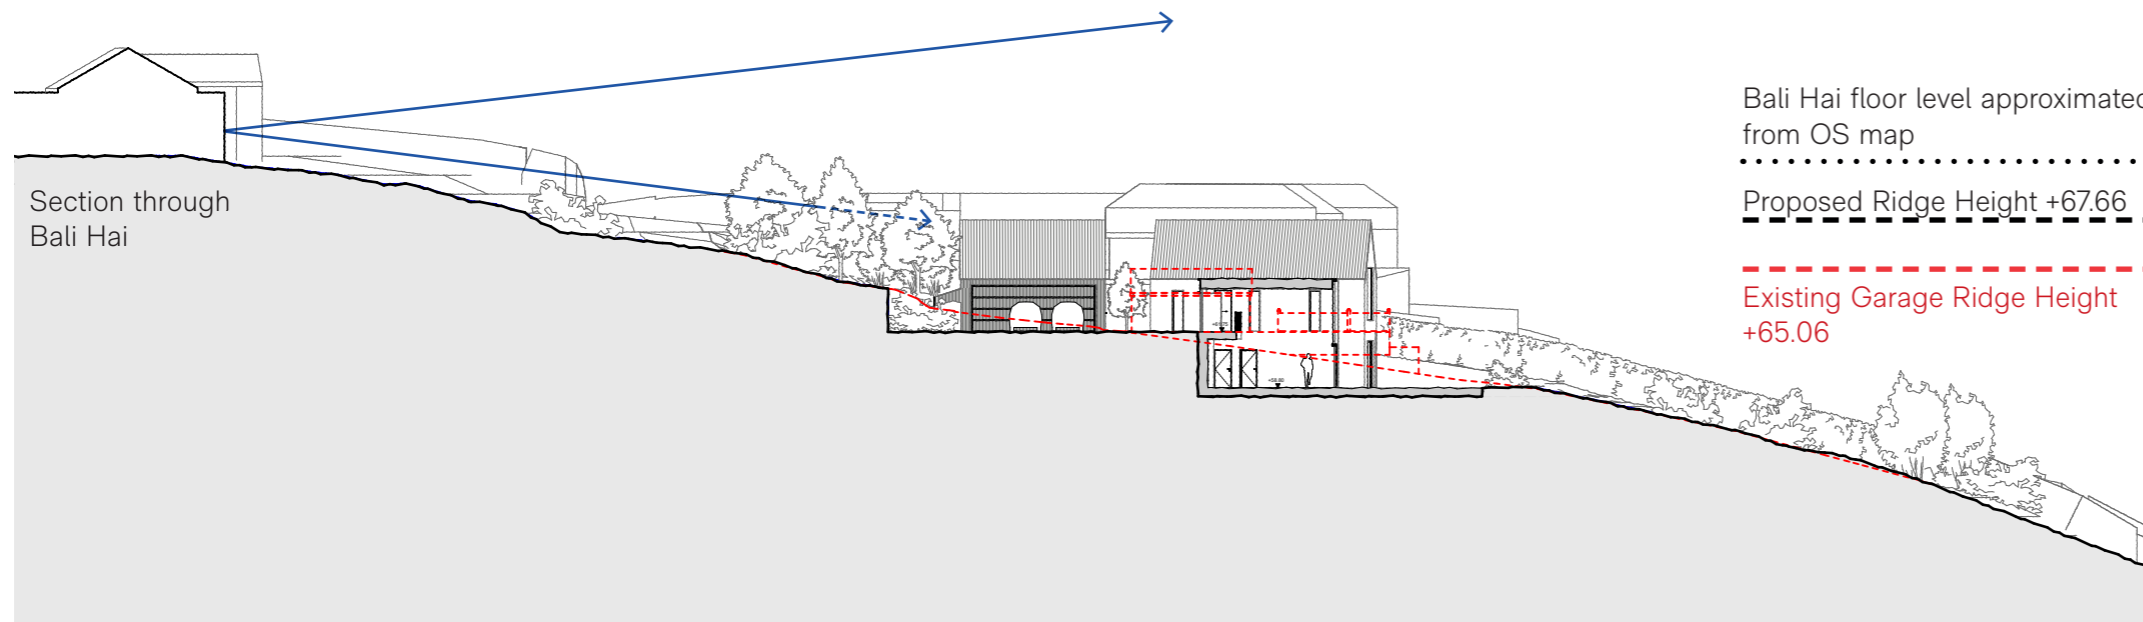 Bali Hai floor level approximated
from OS map
Section through
Bali Hai
Proposed Ridge Height +67.66
Existing Garage Ridge Height
+65.06